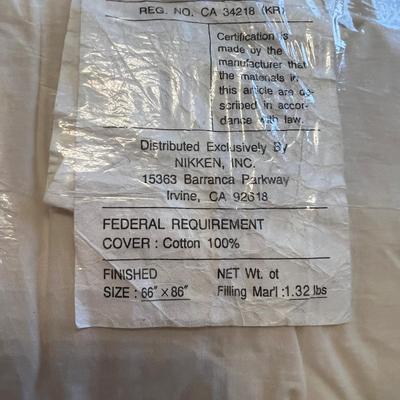 REG. NO. CA 34218 (KR)
Certification is
made by the
manufacturer that
the materials in
this article are de-
scribed in accor-
dance with law.
Distributed Exclusively By
NIKKEN, INC.
15363 Barranca Parkway
Irvine, CA 92618
FEDERAL REQUIREMENT
COVER : Cotton 100%
FINISHED
SIZE : 66" × 86"
NET Wt. ot
Filling Mar'l : 1.32 lbs